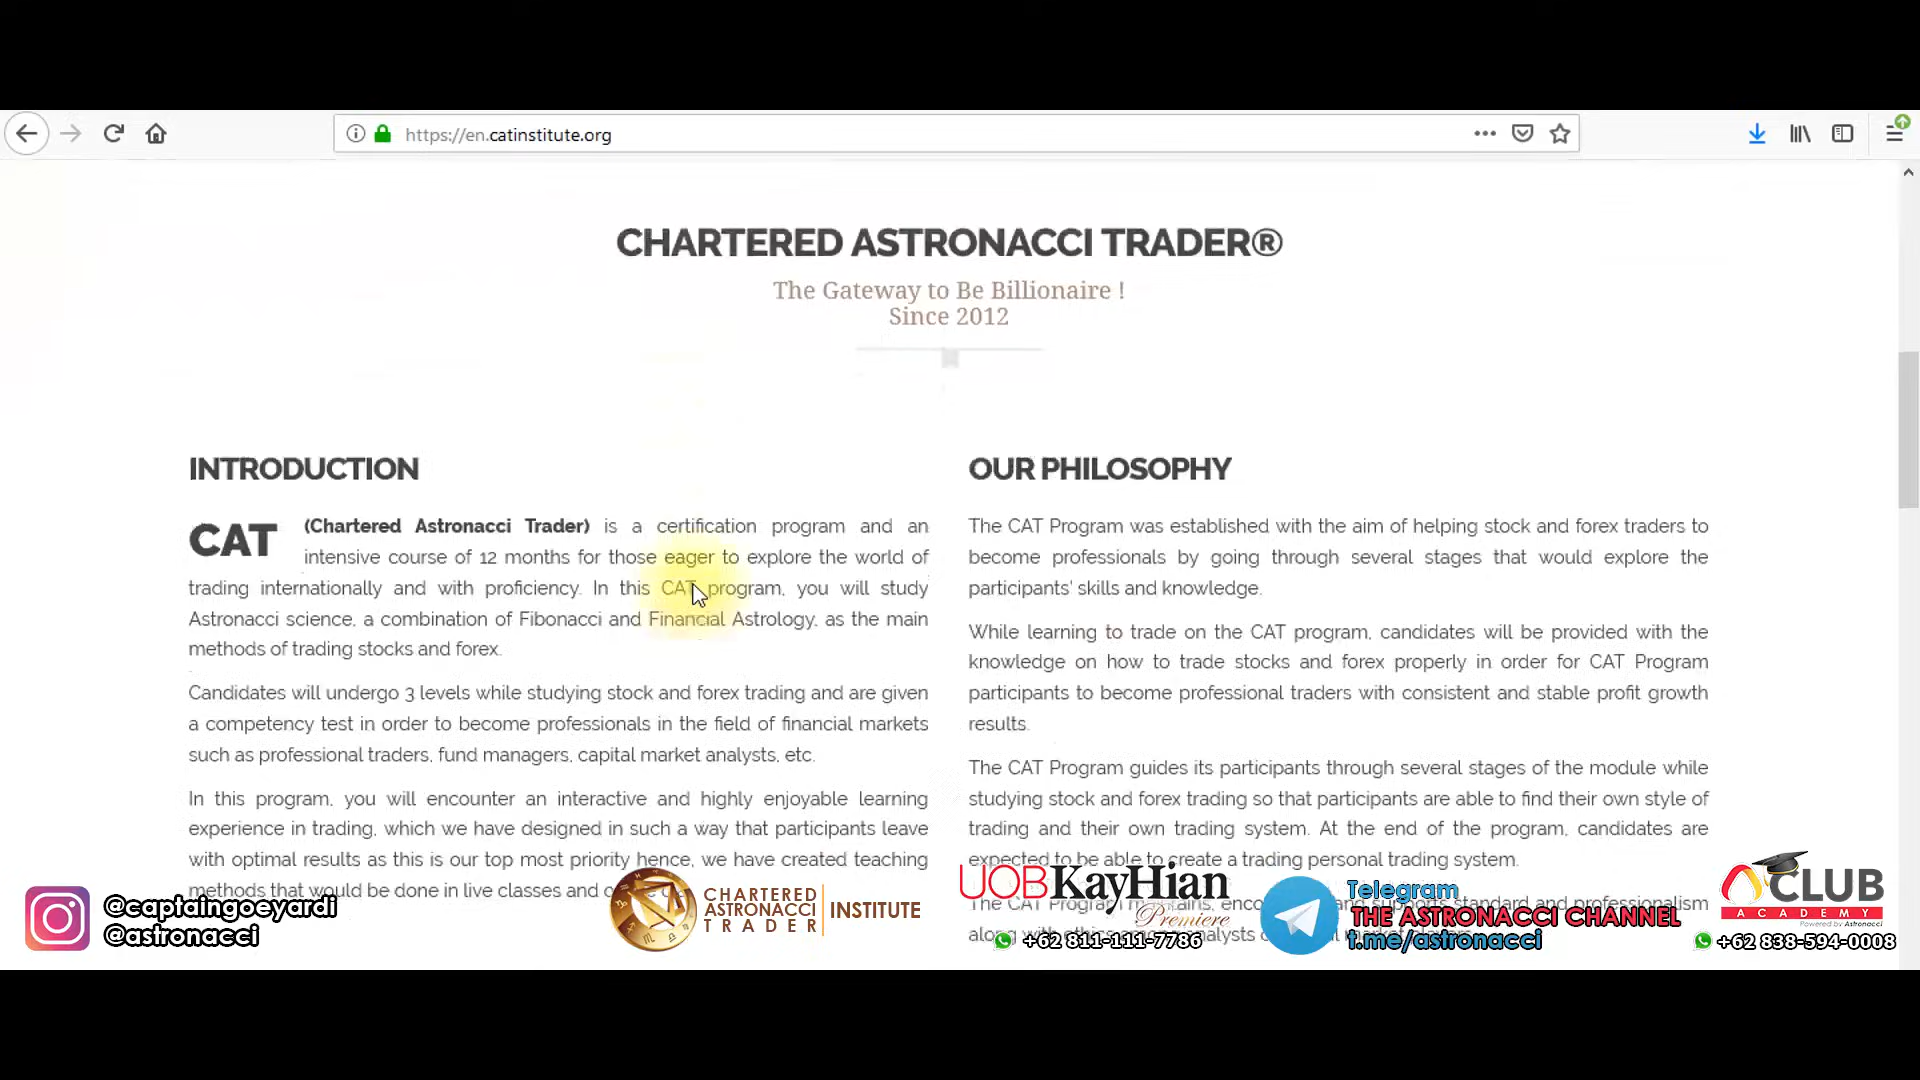 https://en.catinstitute.org
CHARTERED ASTRONACCI TRADER®
The Gateway to Be Billionaire !
Since 2012
INTRODUCTION
CAT (Chartered Astronacci Trader) is a certification program and an
intensive course of 12 months for those eager to explore the world of
trading internationally and with proficiency. In this CAT program, you will study
Astronacci science, a combination of Fibonacci and Financial Astrology, as the main
methods of trading stocks and forex.
Candidates will undergo 3 levels while studying stock and forex trading and are given
a competency test in order to become professionals in the field of financial markets
such as professional traders, fund managers, capital market analysts, etc.
In this program, you will encounter an interactive and highly enjoyable learning
experience in trading, which we have designed in such a way that participants leave
with optimal results as this is our top most priority hence, we have created teaching
methods that would be done in live classes and
OUR PHILOSOPHY
The CAT Program was established with the aim of helping stock and forex traders to
become professionals by going through several stages that would explore the
participants' skills and knowledge.
While learning to trade on the CAT program, candidates will be provided with the
knowledge on how to trade stocks and forex properly in order for CAT Program
participants to become professional traders with consistent and stable profit growth
results.
The CAT Program guides its participants through several stages of the module while
studying stock and forex trading so that participants are able to find their own style of
trading and their own trading system. At the end of the program, candidates are
expected to be able to create a trading personal trading system.
The CAT Program and supports standard and professionalism
along with
@captaingoeyardi
@astronacci
CHARTERED
ASTRONACCI
TRADER
INSTITUTE
UOBKayHian
Premiere
+62 811-111-7786
Telegram
THE ASTRONACCI CHANNEL
t.me/astronacci
CLUB
ACADEMY
Powered by Astronacci
+62 838-594-0008